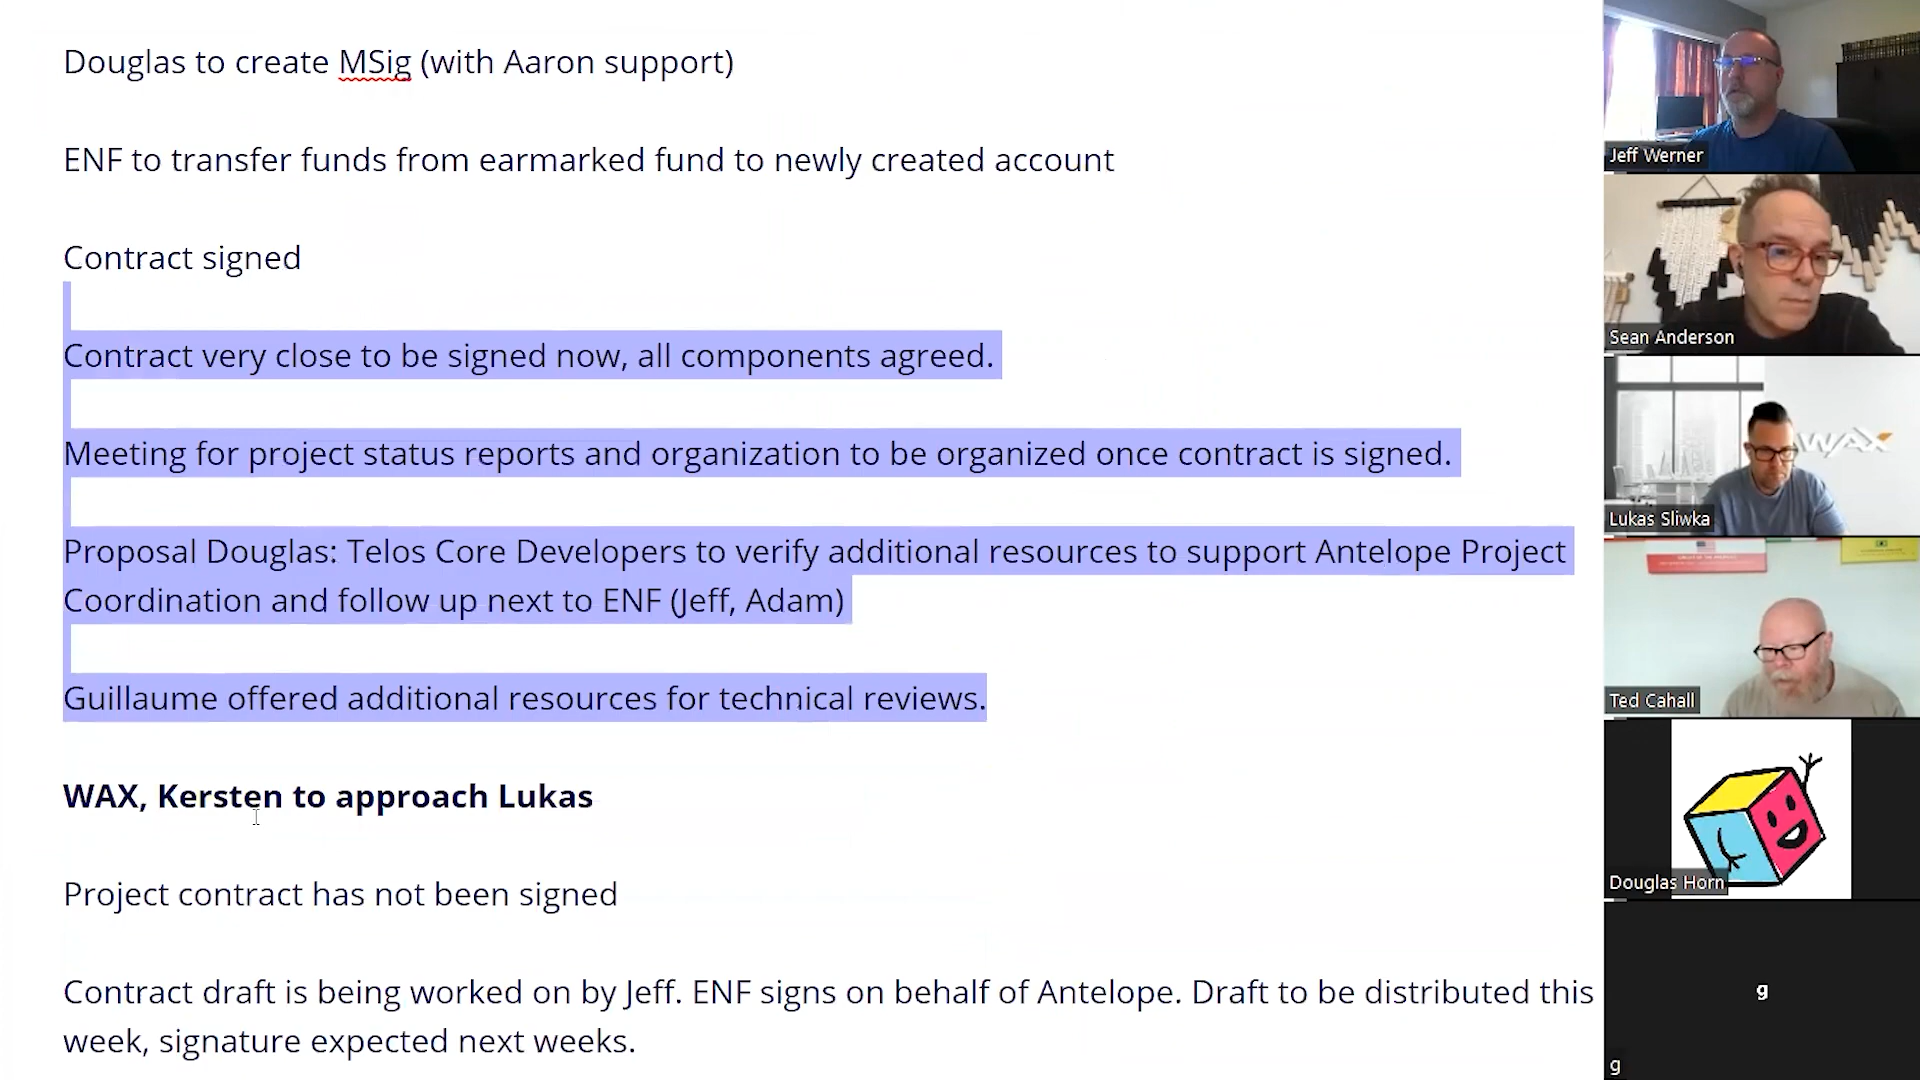 Douglas to create MSig (with Aaron support)
ENF to transfer funds from earmarked fund to newly created account
Contract signed
Contract very close to be signed now, all components agreed.
Meeting for project status reports and organization to be organized once contract is signed.
Proposal Douglas: Telos Core Developers to verify additional resources to support Antelope Project
Coordination and follow up next to ENF (Jeff, Adam)
Guillaume offered additional resources for technical reviews.
WAX, Kersten to approach Lukas
Project contract has not been signed
Contract draft is being worked on by Jeff. ENF signs on behalf of Antelope. Draft to be distributed this
week, signature expected next weeks.
Jeff Werner
Sean Anderson
WAX
Lukas Sliwka
Ted Cahall
Douglas Horn
g
g